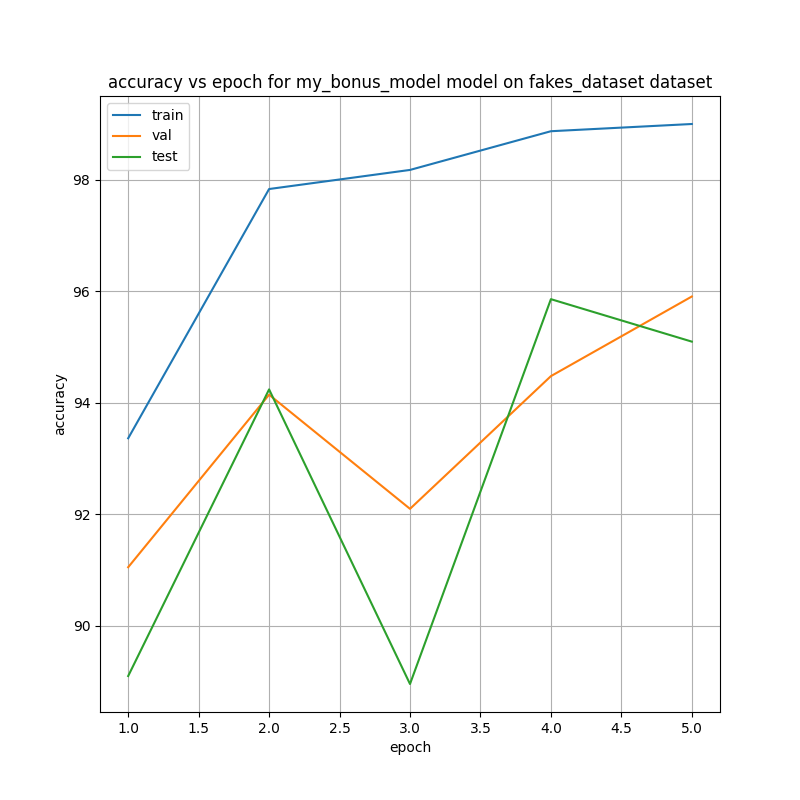 accuracy vs epoch for my_bonus_model model on fakes_dataset dataset
train
val
test
98
96
94
92
90
accuracy
1.0 1.5 2.0 2.5 3.0 3.5 4.0 4.5 5.0
epoch